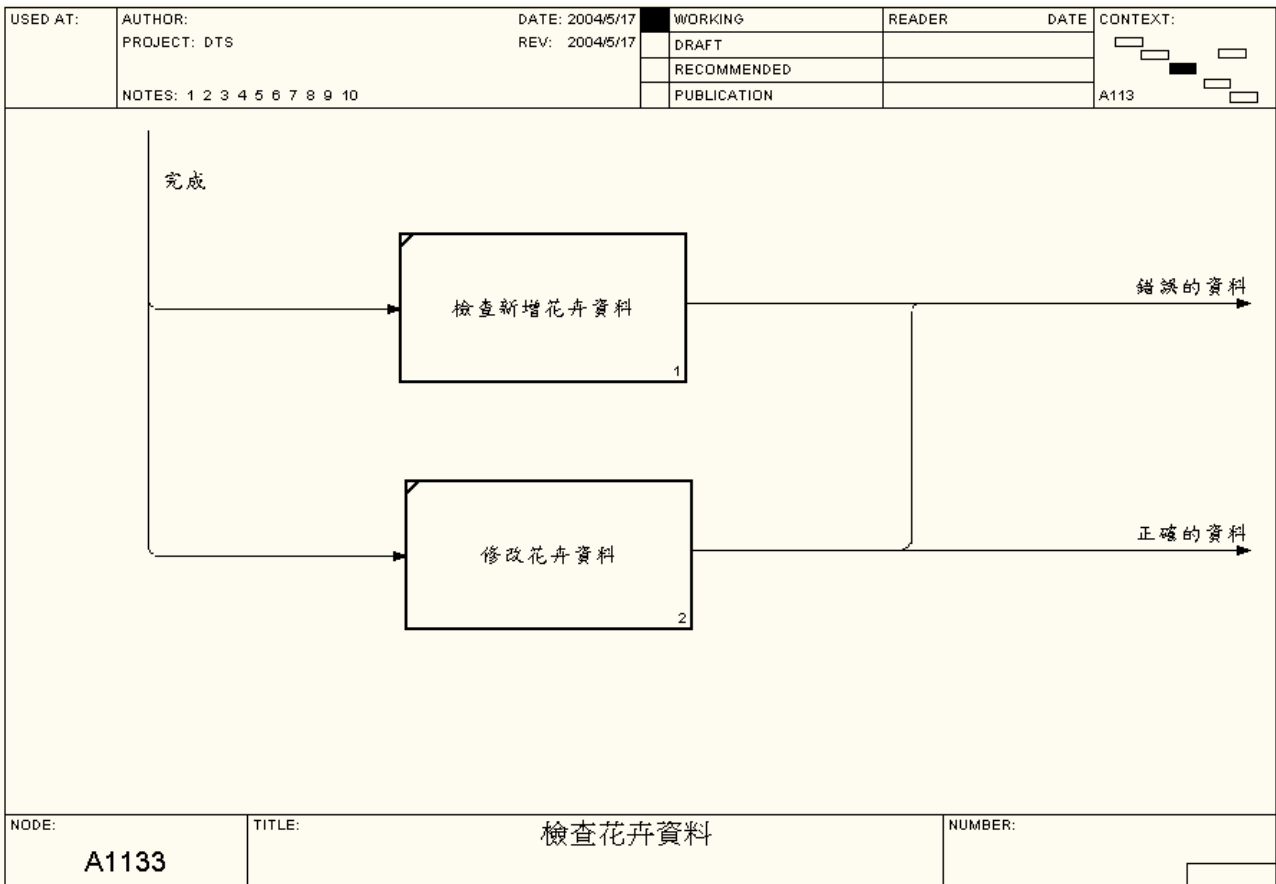 USED AT:
AUTHOR:
DATE: 2004/5/17
PROJECT: DTS
REV: 2004/5/17
NOTES: 1 2 3 4 5 6 7 8 9 10
WORKING
DRAFT
RECOMMENDED
PUBLICATION
READER
DATE
CONTEXT:
A113
完成
檢查新增花卉資料
1
錯誤的資料
修改花卉資料
2
正確的資料
NODE:
A1133
TITLE:
檢查花卉資料
NUMBER: